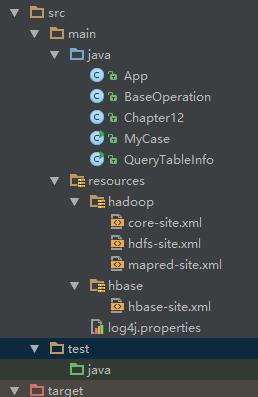 src
main
java
App
BaseOperation
Chapter12
MyCase
QueryTableInfo
resources
hadoop
core-site.xml
hdfs-site.xml
mapred-site.xml
hbase
hbase-site.xml
log4j.properties
test
java
target